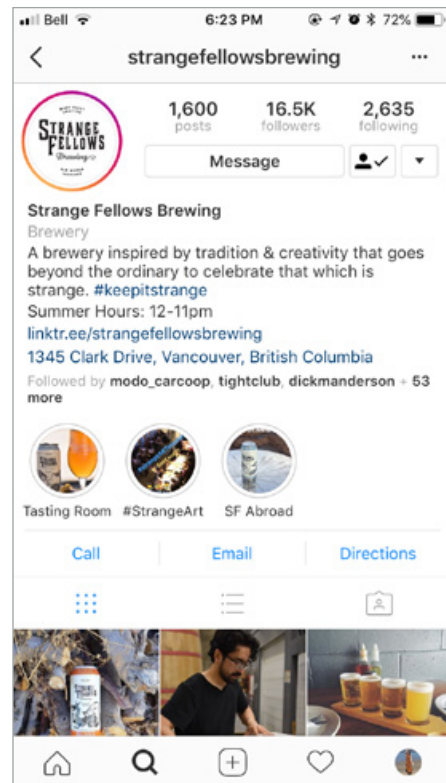 Bell 6:23 PM 72%
strangefellowsbrewing
1,600 16.5K 2,635
posts followers following
STRANGE
FELLOWS
Brewing
Message
Strange Fellows Brewing
Brewery
A brewery inspired by tradition & creativity that goes
beyond the ordinary to celebrate that which is
strange. #keepitstrange
Summer Hours: 12-11pm
linktr.ee/strangefellowsbrewing
1345 Clark Drive, Vancouver, British Columbia
Followed by modo_carcoop, tightclub, dickmanderson + 53
more
Tasting Room #StrangeArt SF Abroad
Call Email Directions